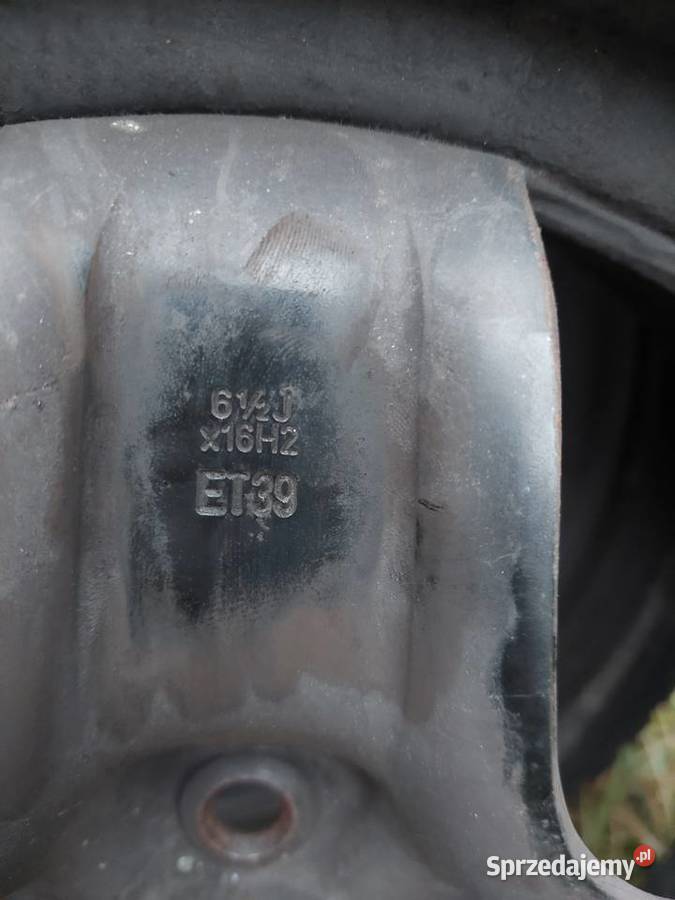 6½J
x16H2
ET39
Sprzedajemy.pl